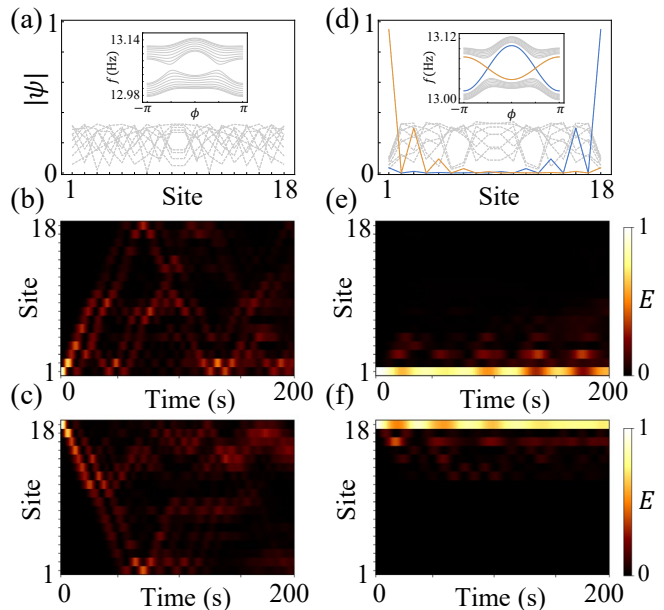 (a)
1
|ψ|
0
13.14
f (Hz)
12.98
−π
ϕ
π
1
Site
18
(d)
1
0
13.12
f (Hz)
13.00
−π
ϕ
π
1
Site
18
(b)
18
Site
1
0
Time (s)
200
(e)
0
Time (s)
200
1
E
0
(c)
18
Site
1
0
Time (s)
200
(f)
18
Site
1
0
Time (s)
200
1
E
0